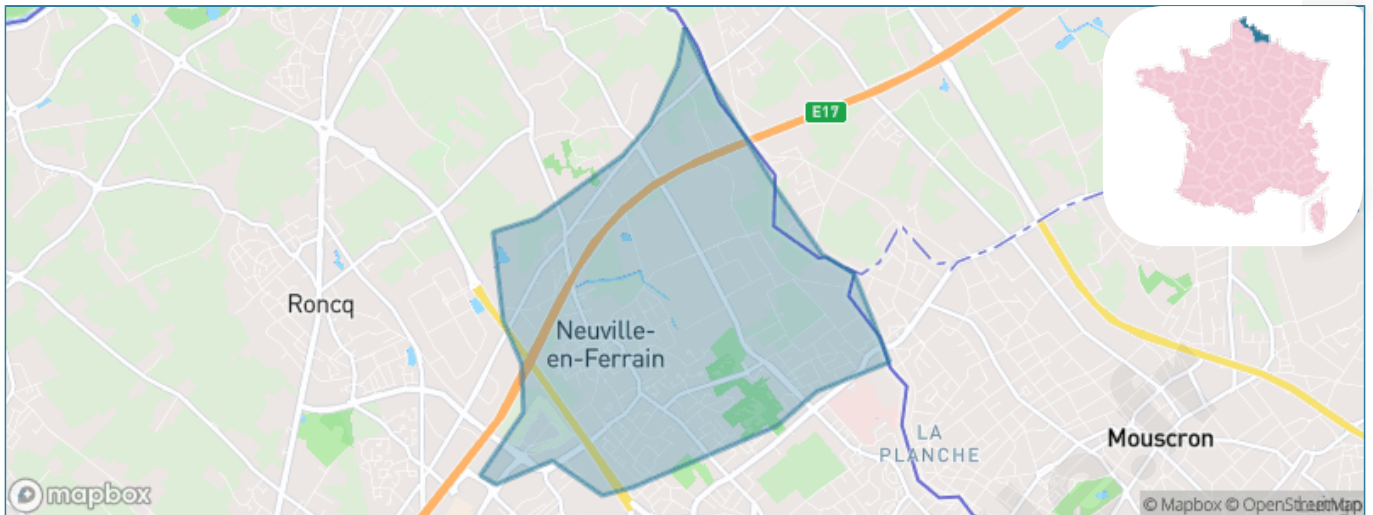 E17
Roncq
Neuville-
en-Ferrain
LA
PLANCHE
Mouscron
mapbox
© Mapbox © OpenStreetMap